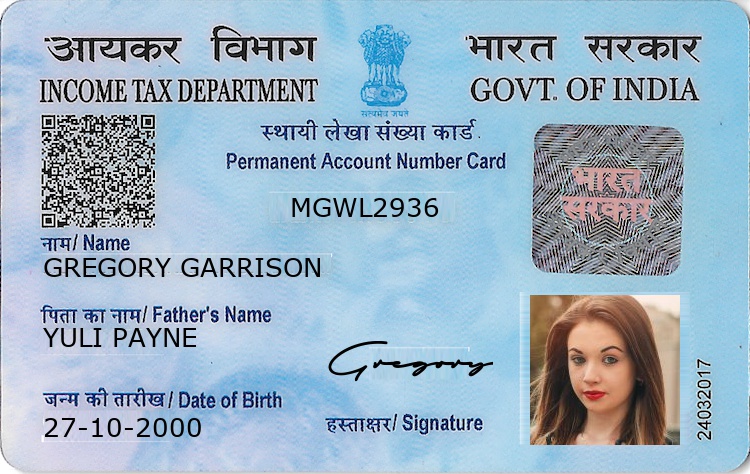 आयकर विभाग
INCOME TAX DEPARTMENT
सत्यमेव जयते
भारत सरकार
GOVT. OF INDIA
स्थायी लेखा संख्या कार्ड
Permanent Account Number Card
MGWL2936
भारत
सरकार
नाम/ Name
GREGORY GARRISON
पिता का नाम/ Father's Name
YULI PAYNE
Gregory
जन्म की तारीख / Date of Birth
27-10-2000
हस्ताक्षर/ Signature
24032017